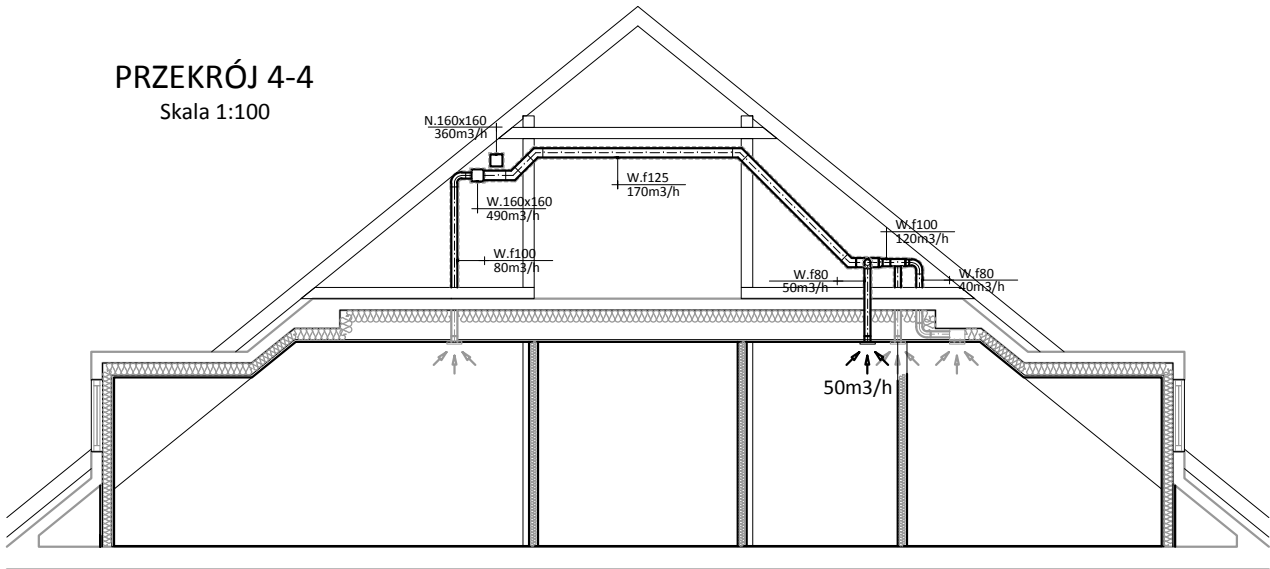 PRZEKRÓJ 4-4
Skala 1:100
N.160x160
360m3/h
W.f125
170m3/h
W.160x160
490m3/h
W.f100
120m3/h
W.f100
80m3/h
W.f80
50m3/h
W.f80
40m3/h
50m3/h